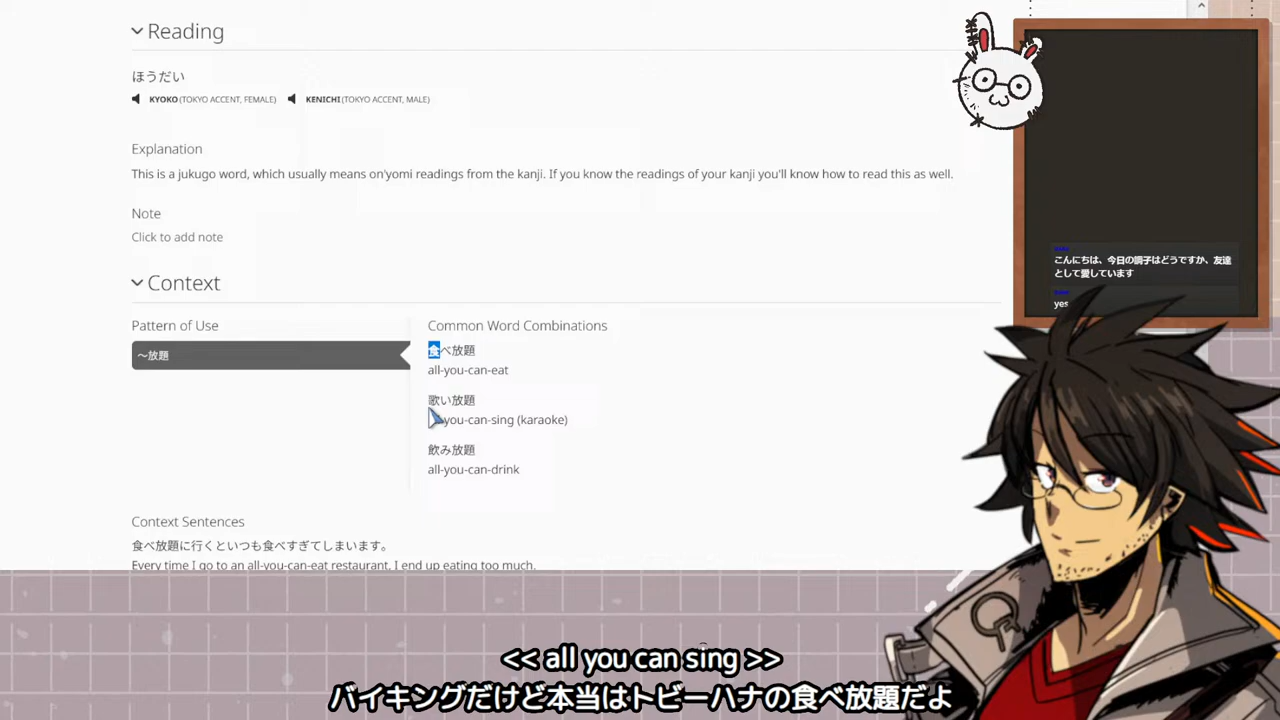 Reading
ほうだい
KYOKO (TOKYO ACCENT, FEMALE) KENICHI (TOKYO ACCENT, MALE)
Explanation
This is a jukugo word, which usually means on'yomi readings from the kanji. If you know the readings of your kanji you'll know how to read this as well.
Note
Click to add note
Context
Pattern of Use
〜放題
Common Word Combinations
食べ放題
all-you-can-eat
歌い放題
you-can-sing (karaoke)
飲み放題
all-you-can-drink
Context Sentences
食べ放題に行くといつも食べすぎてしまいます。
Every time I go to an all-you-can-eat restaurant, I end up eating too much.
こんにちは、今日の調子はどうですか、友達
として愛しています
yes
<< all you can sing >>
バイキングだけど本当はトビーハナの食べ放題だよ